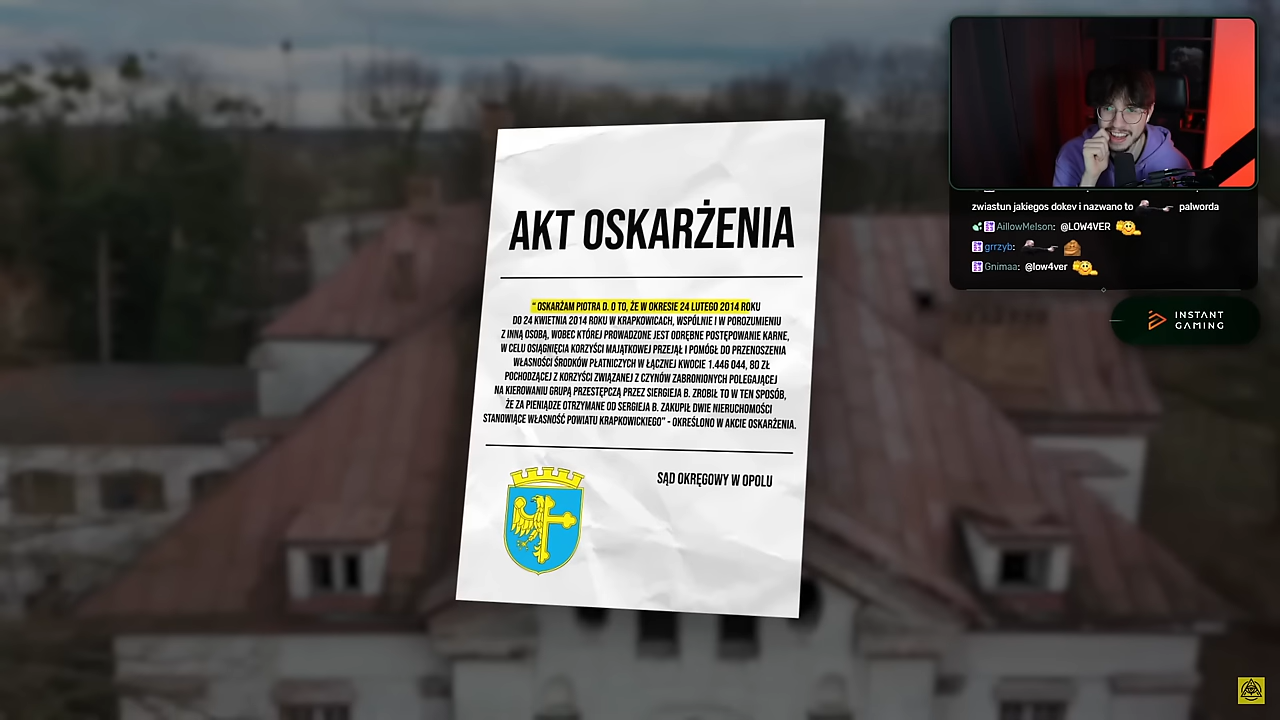 AKT OSKARŻENIA
“ OSKARŻAM PIOTRA D. O TO, ŻE W OKRESIE 24 LUTEGO 2014 ROKU
DO 24 KWIETNIA 2014 ROKU W KRAPKOWICACH, WSPÓLNIE I W POROZUMIENIU
Z INNĄ OSOBĄ, WOBEC KTÓREJ PROWADZONE JEST ODRĘBNE POSTĘPOWANIE KARNE,
W CELU OSIĄGNIĘCIA KORZYŚCI MAJĄTKOWEJ PRZEJĄŁ I POMÓGŁ DO PRZENOSZENIA
WŁASNOŚCI ŚRODKÓW PŁATNICZYCH W ŁĄCZNEJ KWOCIE 1.446 044, 80 ZŁ
POCHODZĄCEJ Z KORZYŚCI ZWIĄZANEJ Z CZYNÓW ZABRONIONYCH POLEGAJĄCEJ
NA KIEROWANIU GRUPĄ PRZESTĘPCZĄ PRZEZ SIERGIEJA B. ZROBIŁ TO W TEN SPOSÓB,
ŻE ZA PIENIĄDZE OTRZYMANE OD SERGIEJA B. ZAKUPIŁ DWIE NIERUCHOMOŚCI
STANOWIĄCE WŁASNOŚĆ POWIATU KRAPKOWICKIEGO” - OKREŚLONO W AKCIE OSKARŻENIA.
SĄD OKRĘGOWY W OPOLU
zwiastun jakiegos dokev i nazwano to palworda
AillowMelson: @LOW4VER
grrzyb:
Gnimaa: @low4ver
INSTANT
GAMING